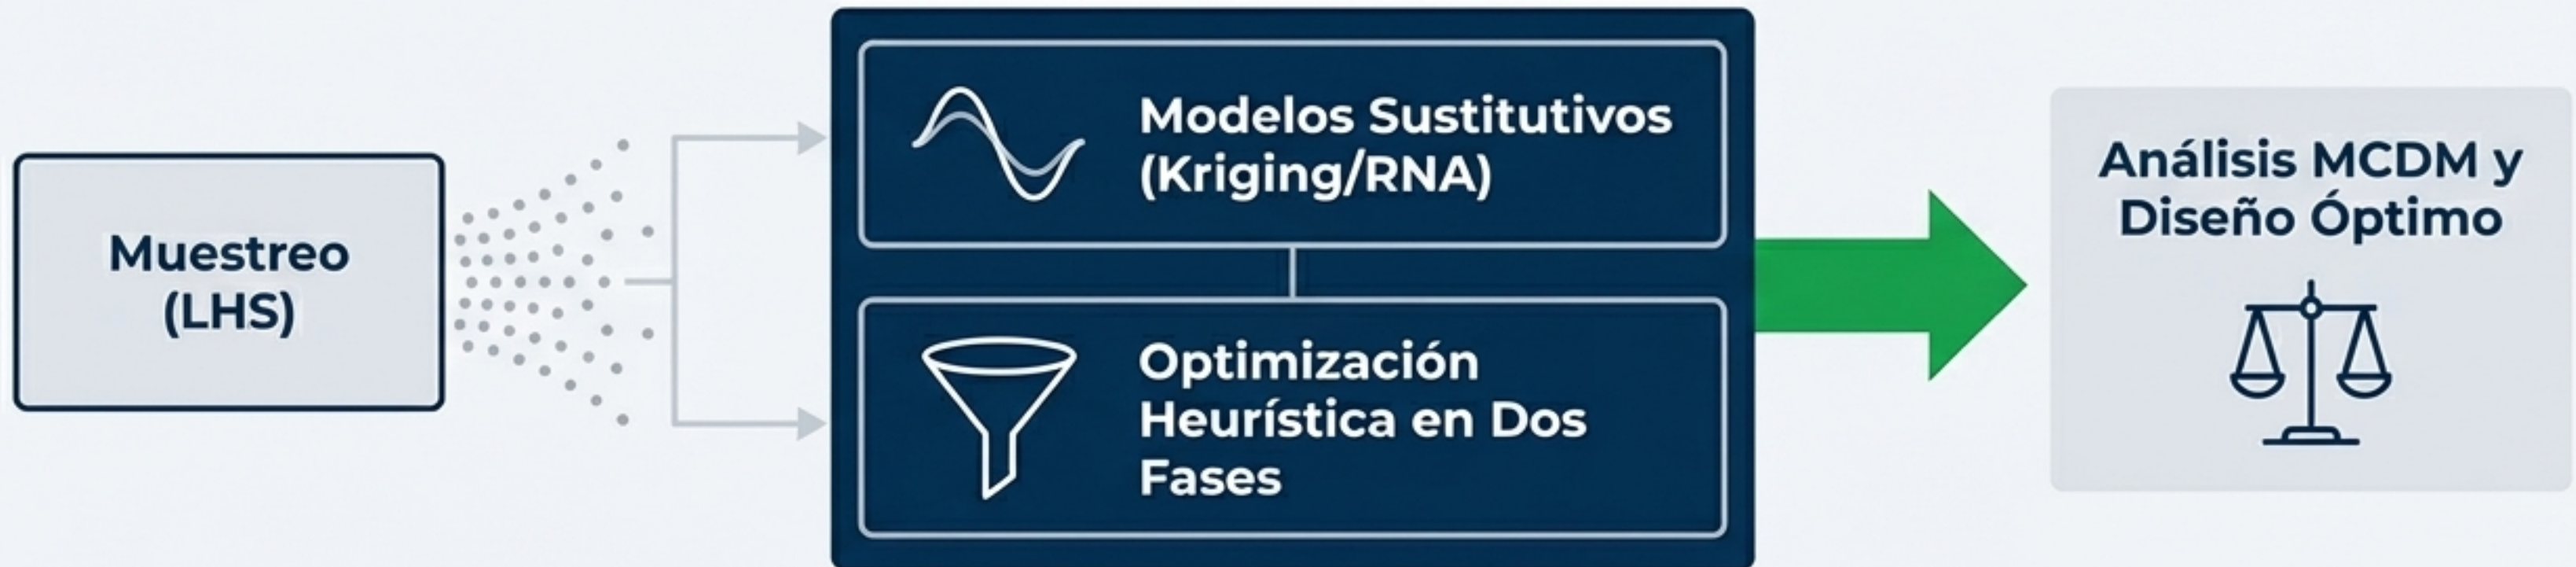 Muestreo
(LHS)
Modelos Sustitutivos
(Kriging/RNA)
Optimización
Heurística en Dos
Fases
Análisis MCDM y
Diseño Óptimo